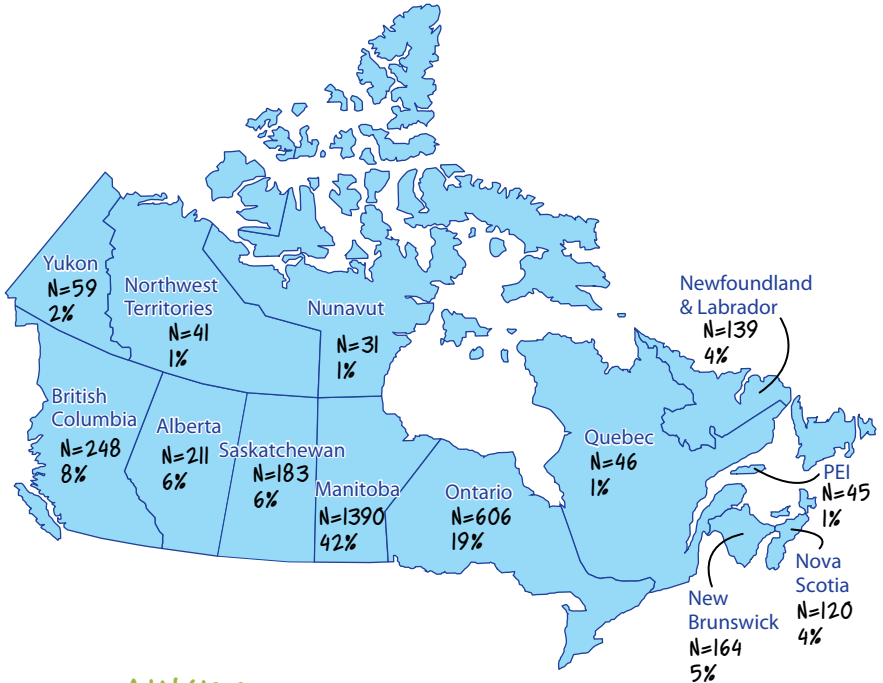 Yukon
N=59
2%
Northwest
Territories
N=41
1%
Nunavut
N=31
1%
Newfoundland
& Labrador
N=139
4%
British
Columbia
N=248
8%
Alberta
N=211
6%
Saskatchewan
N=183
6%
Manitoba
N=1390
42%
Ontario
N=606
19%
Quebec
N=46
1%
PEI
N=45
1%
Nova
Scotia
N=120
4%
New
Brunswick
N=164
5%